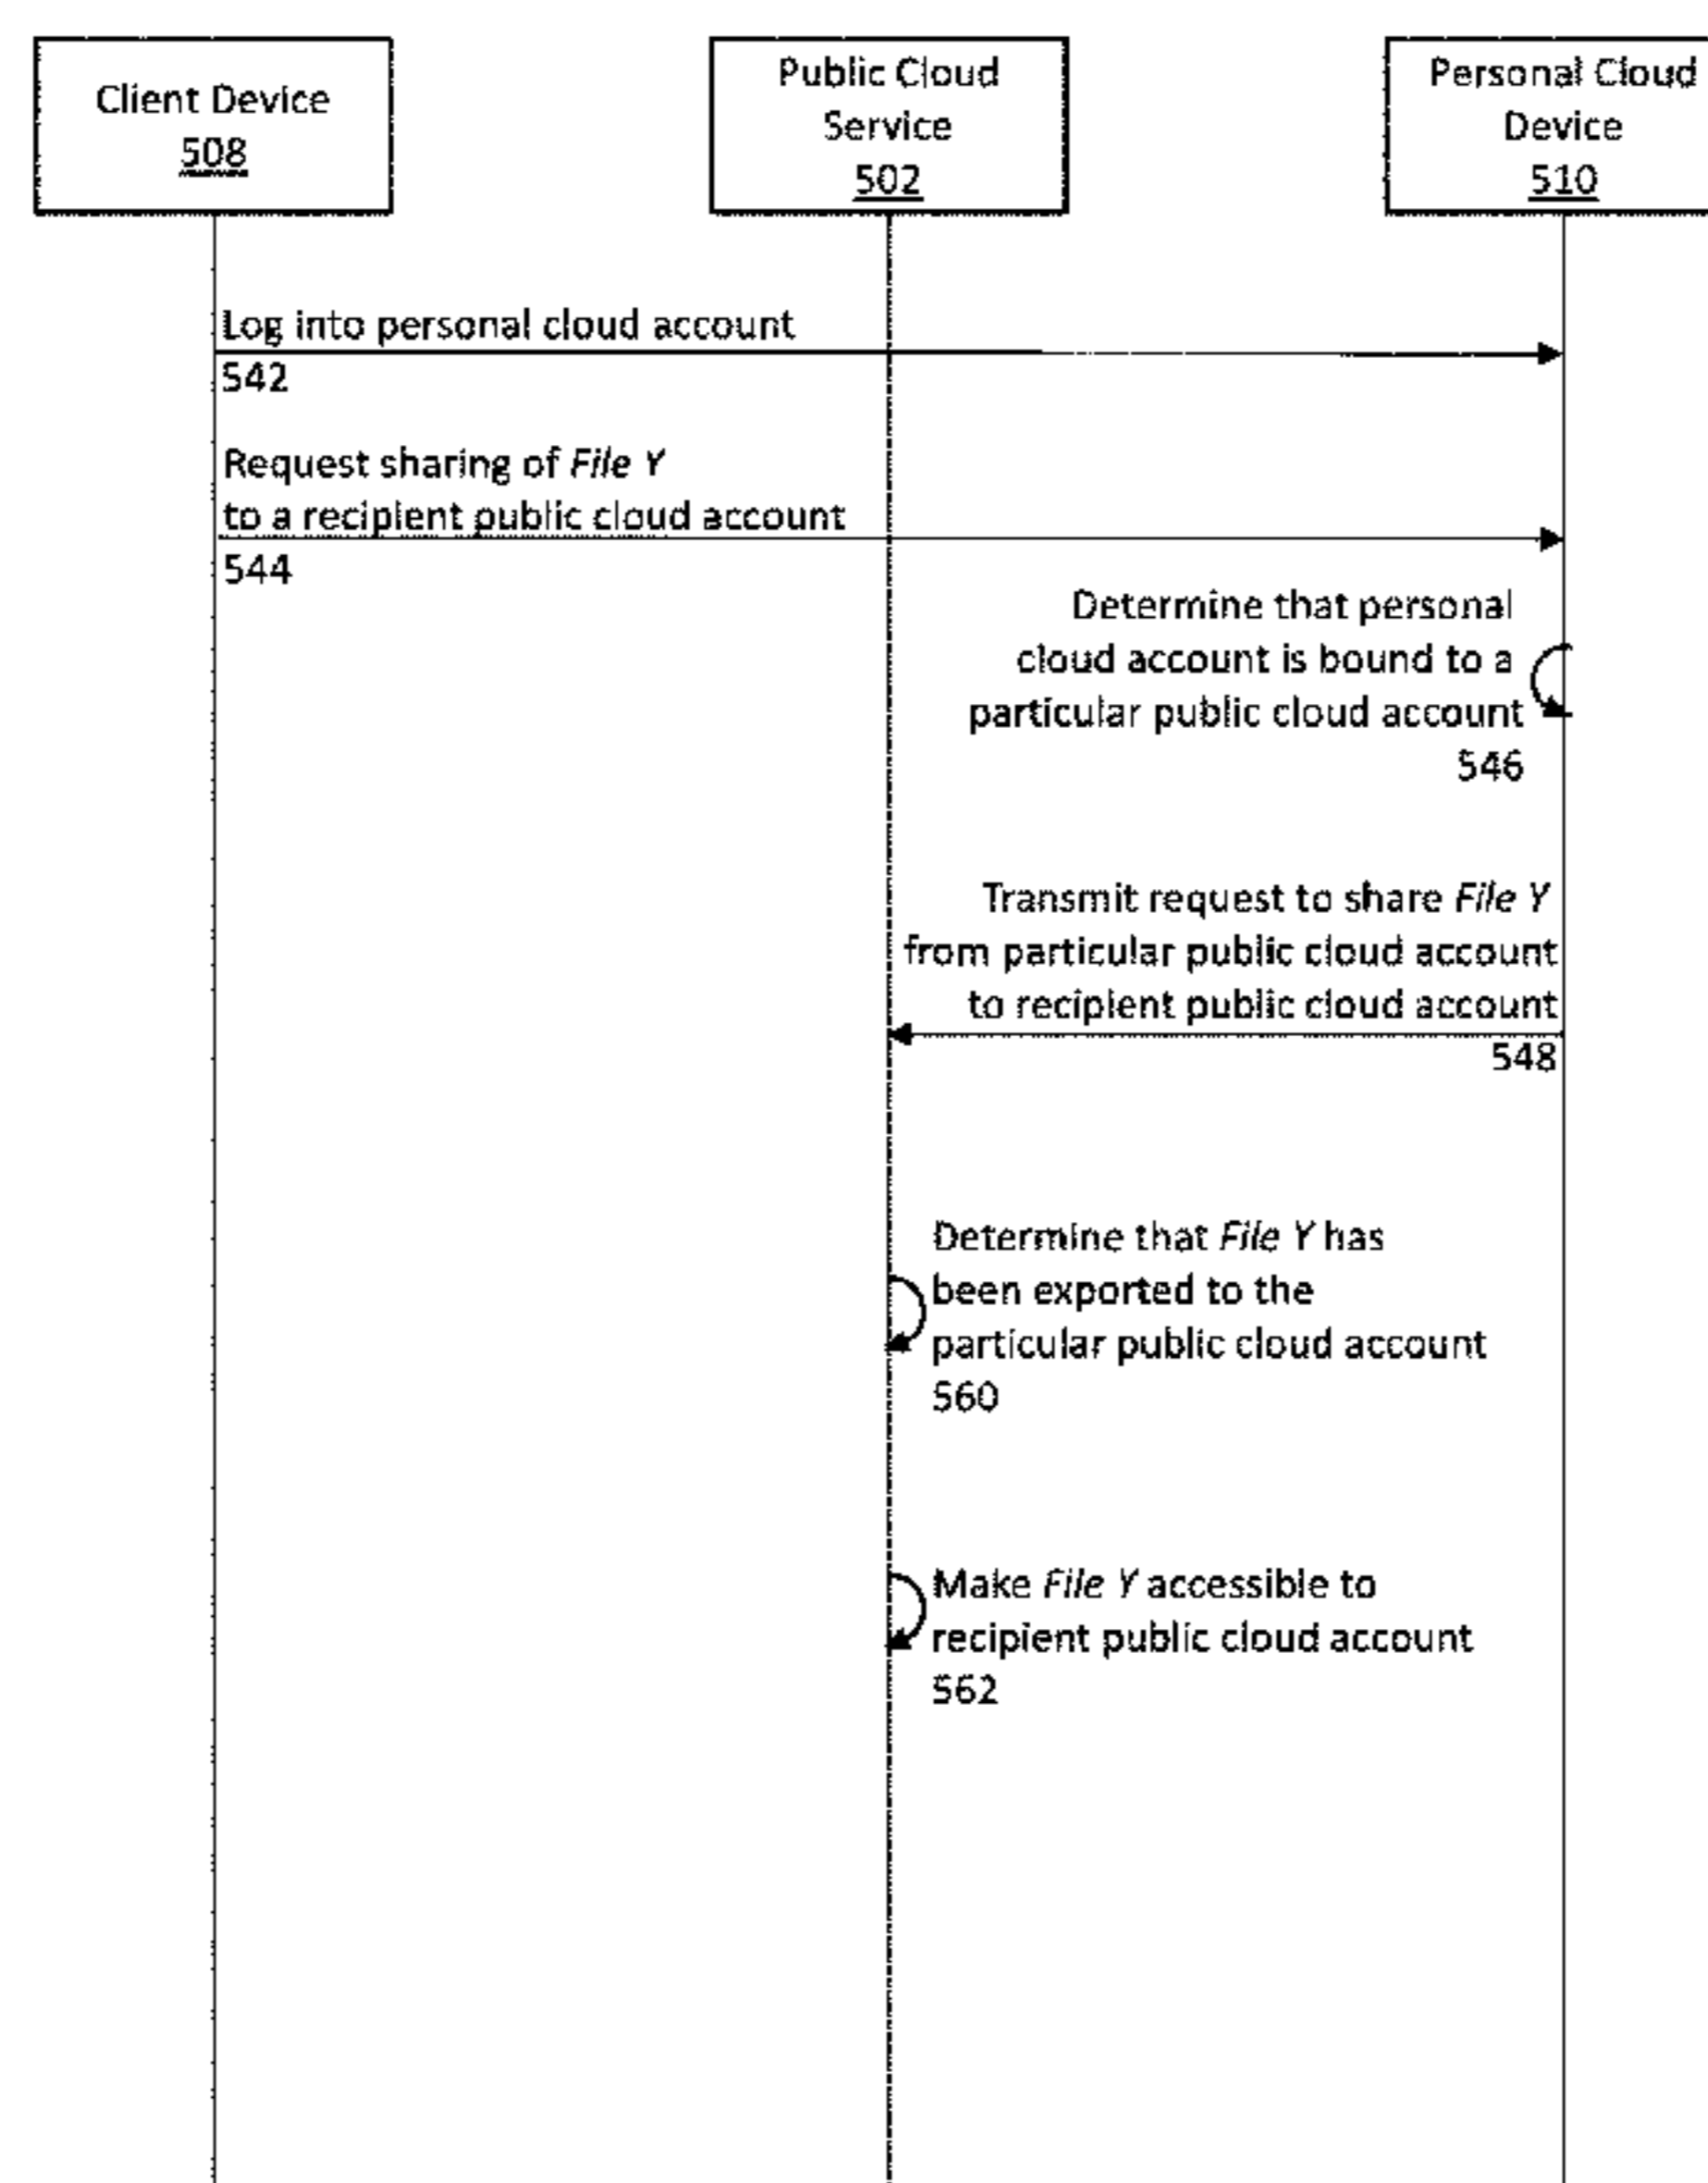 Client Device
508
Public Cloud
Service
502
Personal Cloud
Device
510
Log into personal cloud account
542
Request sharing of File Y
to a recipient public cloud account
544
Determine that personal
cloud account is bound to a
particular public cloud account
546
Transmit request to share File Y
from particular public cloud account
to recipient public cloud account
548
Determine that File Y has
been exported to the
particular public cloud account
560
Make File Y accessible to
recipient public cloud account
562